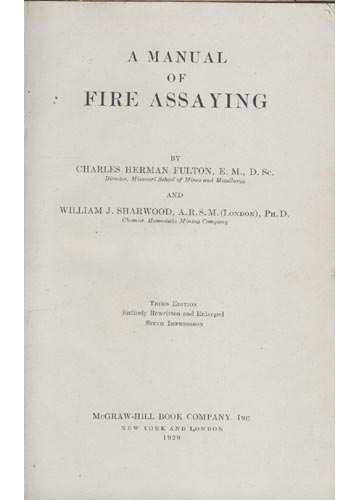 A MANUAL
OF
FIRE ASSAYING
BY
CHARLES HERMAN FULTON, E. M., D. Sc.
Director, Missouri School of Mines and Metallurgy
AND
WILLIAM J. SHARWOOD, A.R.S.M. (LONDON), PH.D.
Chemist, Homestake Mining Company
THIRD EDITION
Entirely Rewritten and Enlarged
SIXTH IMPRESSION
McGRAW-HILL BOOK COMPANY, INC.
NEW YORK AND LONDON
1929